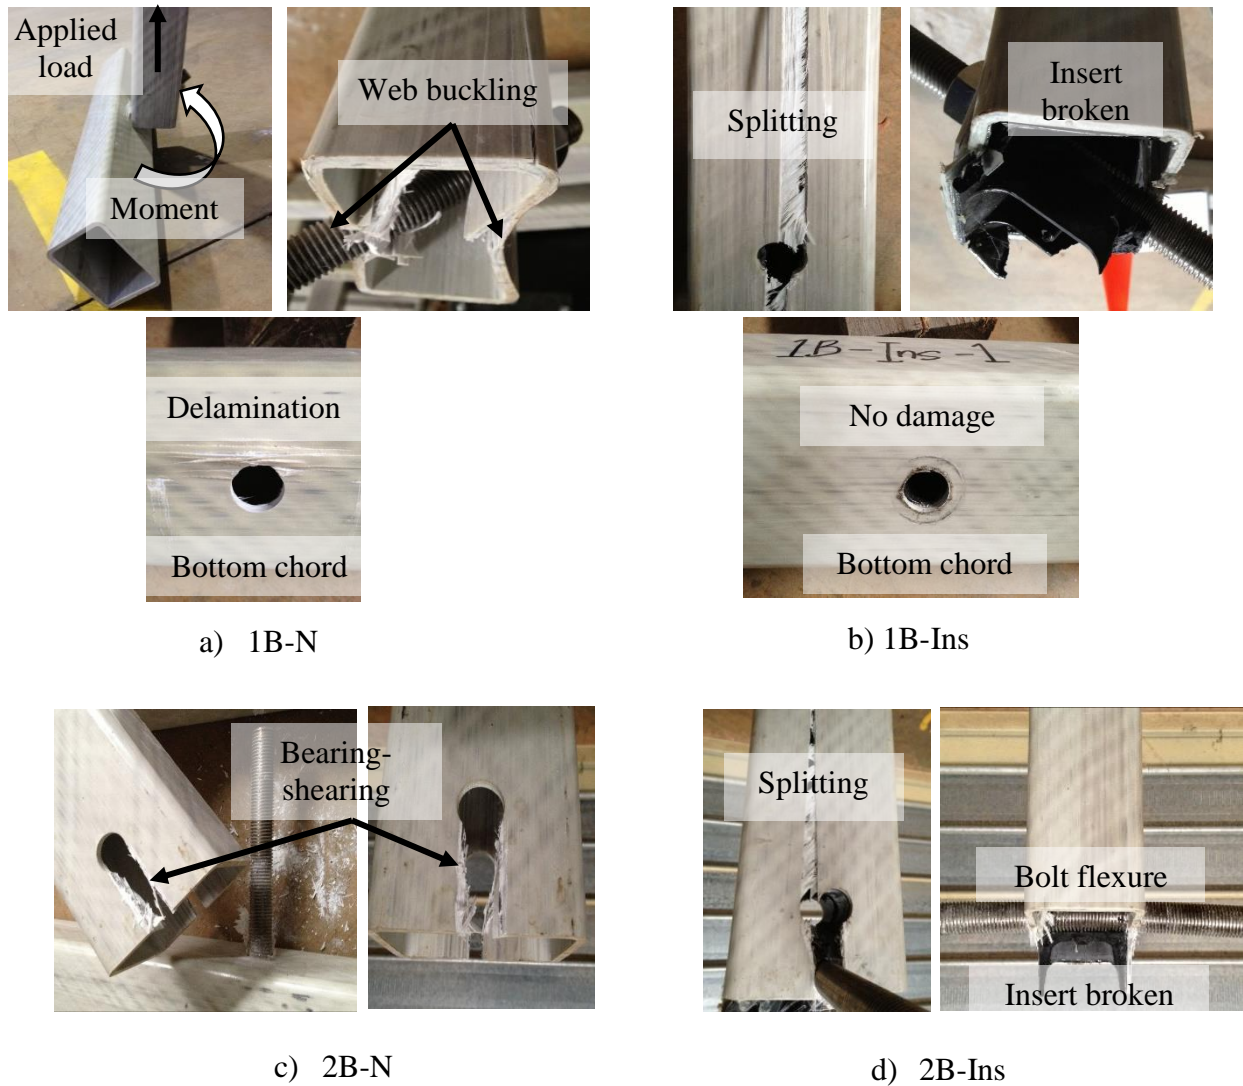 Applied
load
Moment
Web buckling
Splitting
Insert
broken
Delamination
Bottom chord
1B-Ins-1
No damage
Bottom chord
a) 1B-N
b) 1B-Ins
Bearing-
shearing
Splitting
Bolt flexure
Insert broken
c) 2B-N
d) 2B-Ins